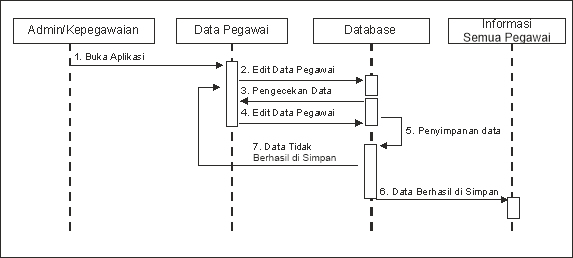 Admin/Kepegawaian
Data Pegawai
Database
Informasi
Semua Pegawai
1. Buka Aplikasi
2. Edit Data Pegawai
3. Pengecekan Data
4. Edit Data Pegawai
5. Penyimpanan data
7. Data Tidak
Berhasil di Simpan
6. Data Berhasil di Simpan